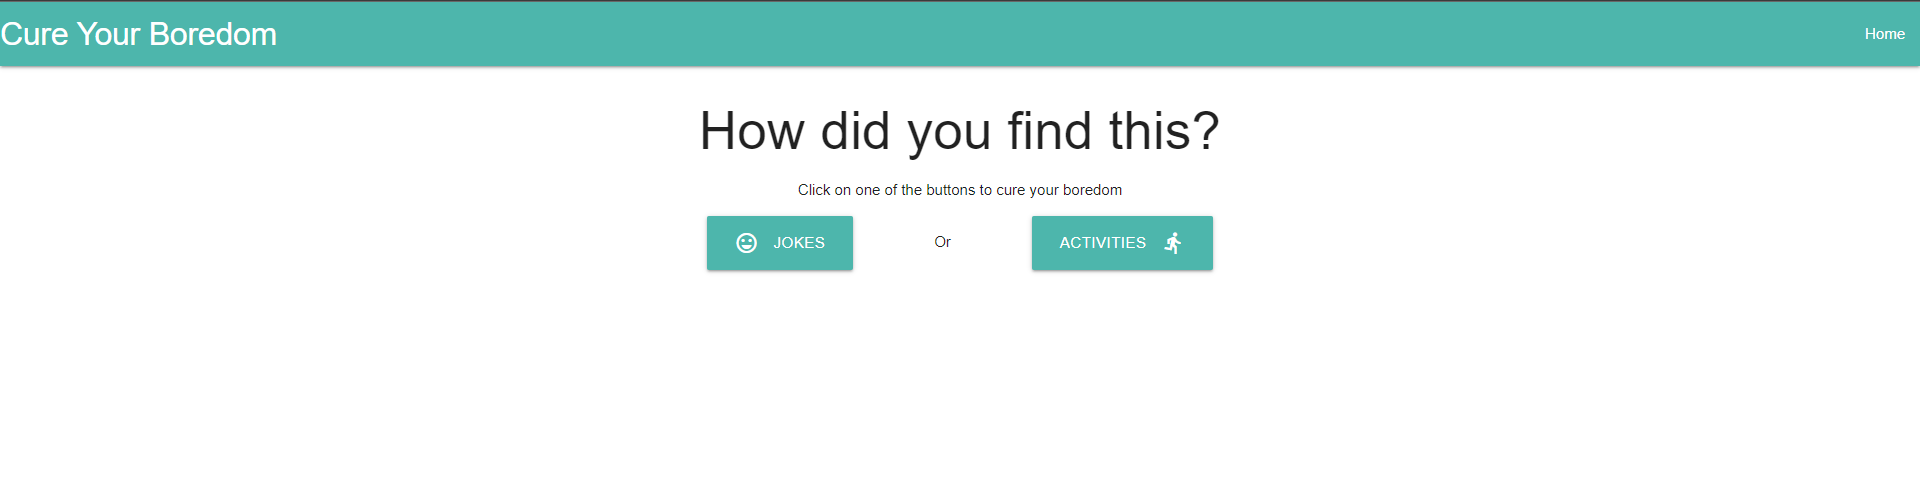 Cure Your Boredom
Home
How did you find this?
Click on one of the buttons to cure your boredom
JOKES
Or
ACTIVITIES